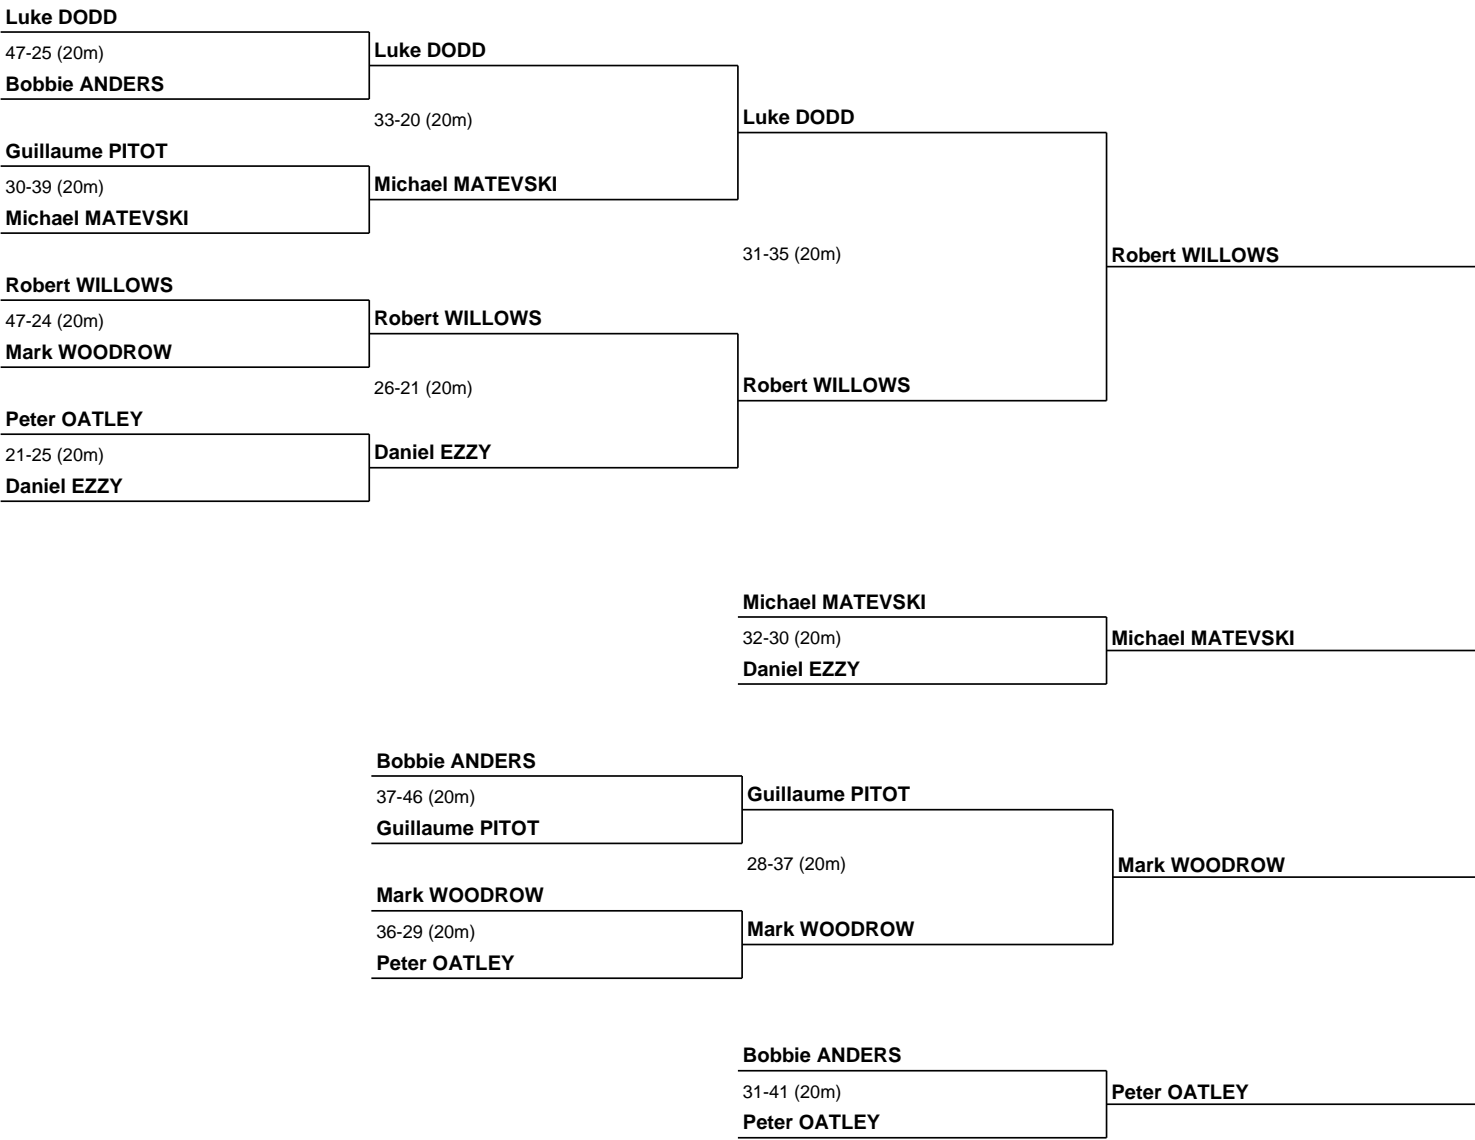 Luke DODD
47-25 (20m)
Bobbie ANDERS
Luke DODD
33-20 (20m)
Guillaume PITOT
30-39 (20m)
Michael MATEVSKI
Michael MATEVSKI
Luke DODD
31-35 (20m)
Robert WILLOWS
Robert WILLOWS
47-24 (20m)
Mark WOODROW
Robert WILLOWS
26-21 (20m)
Robert WILLOWS
Peter OATLEY
21-25 (20m)
Daniel EZZY
Daniel EZZY
Michael MATEVSKI
32-30 (20m)
Daniel EZZY
Michael MATEVSKI
Bobbie ANDERS
37-46 (20m)
Guillaume PITOT
Guillaume PITOT
28-37 (20m)
Mark WOODROW
Mark WOODROW
36-29 (20m)
Peter OATLEY
Mark WOODROW
Bobbie ANDERS
31-41 (20m)
Peter OATLEY
Peter OATLEY